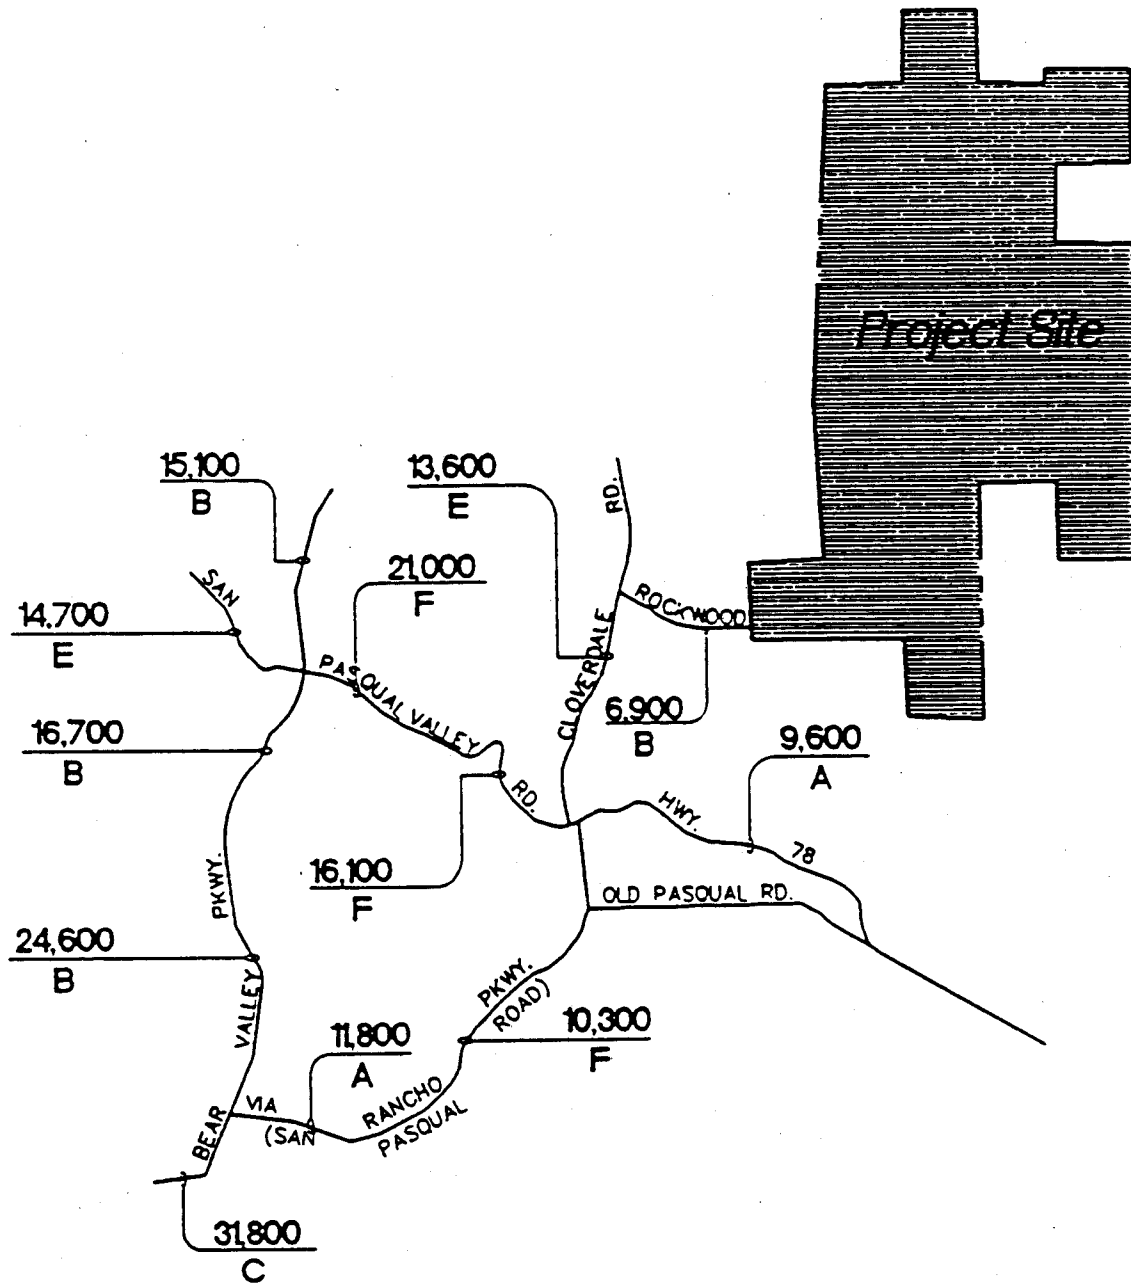 Project Site
15,100
B
13,600
E
RD.
SAN
21,000
F
ROCKWOOD
14,700
E
CLOVERDALE
PASQUAL VALLEY
6,900
B
16,700
B
9,600
A
RD.
HWY.
78
16,100
F
PKWY.
OLD PASQUAL RD.
24,600
B
VALLEY
PKWY.
ROAD)
10,300
F
11,800
A
BEAR
VIA
(SAN
RANCHO
PASQUAL
31,800
C